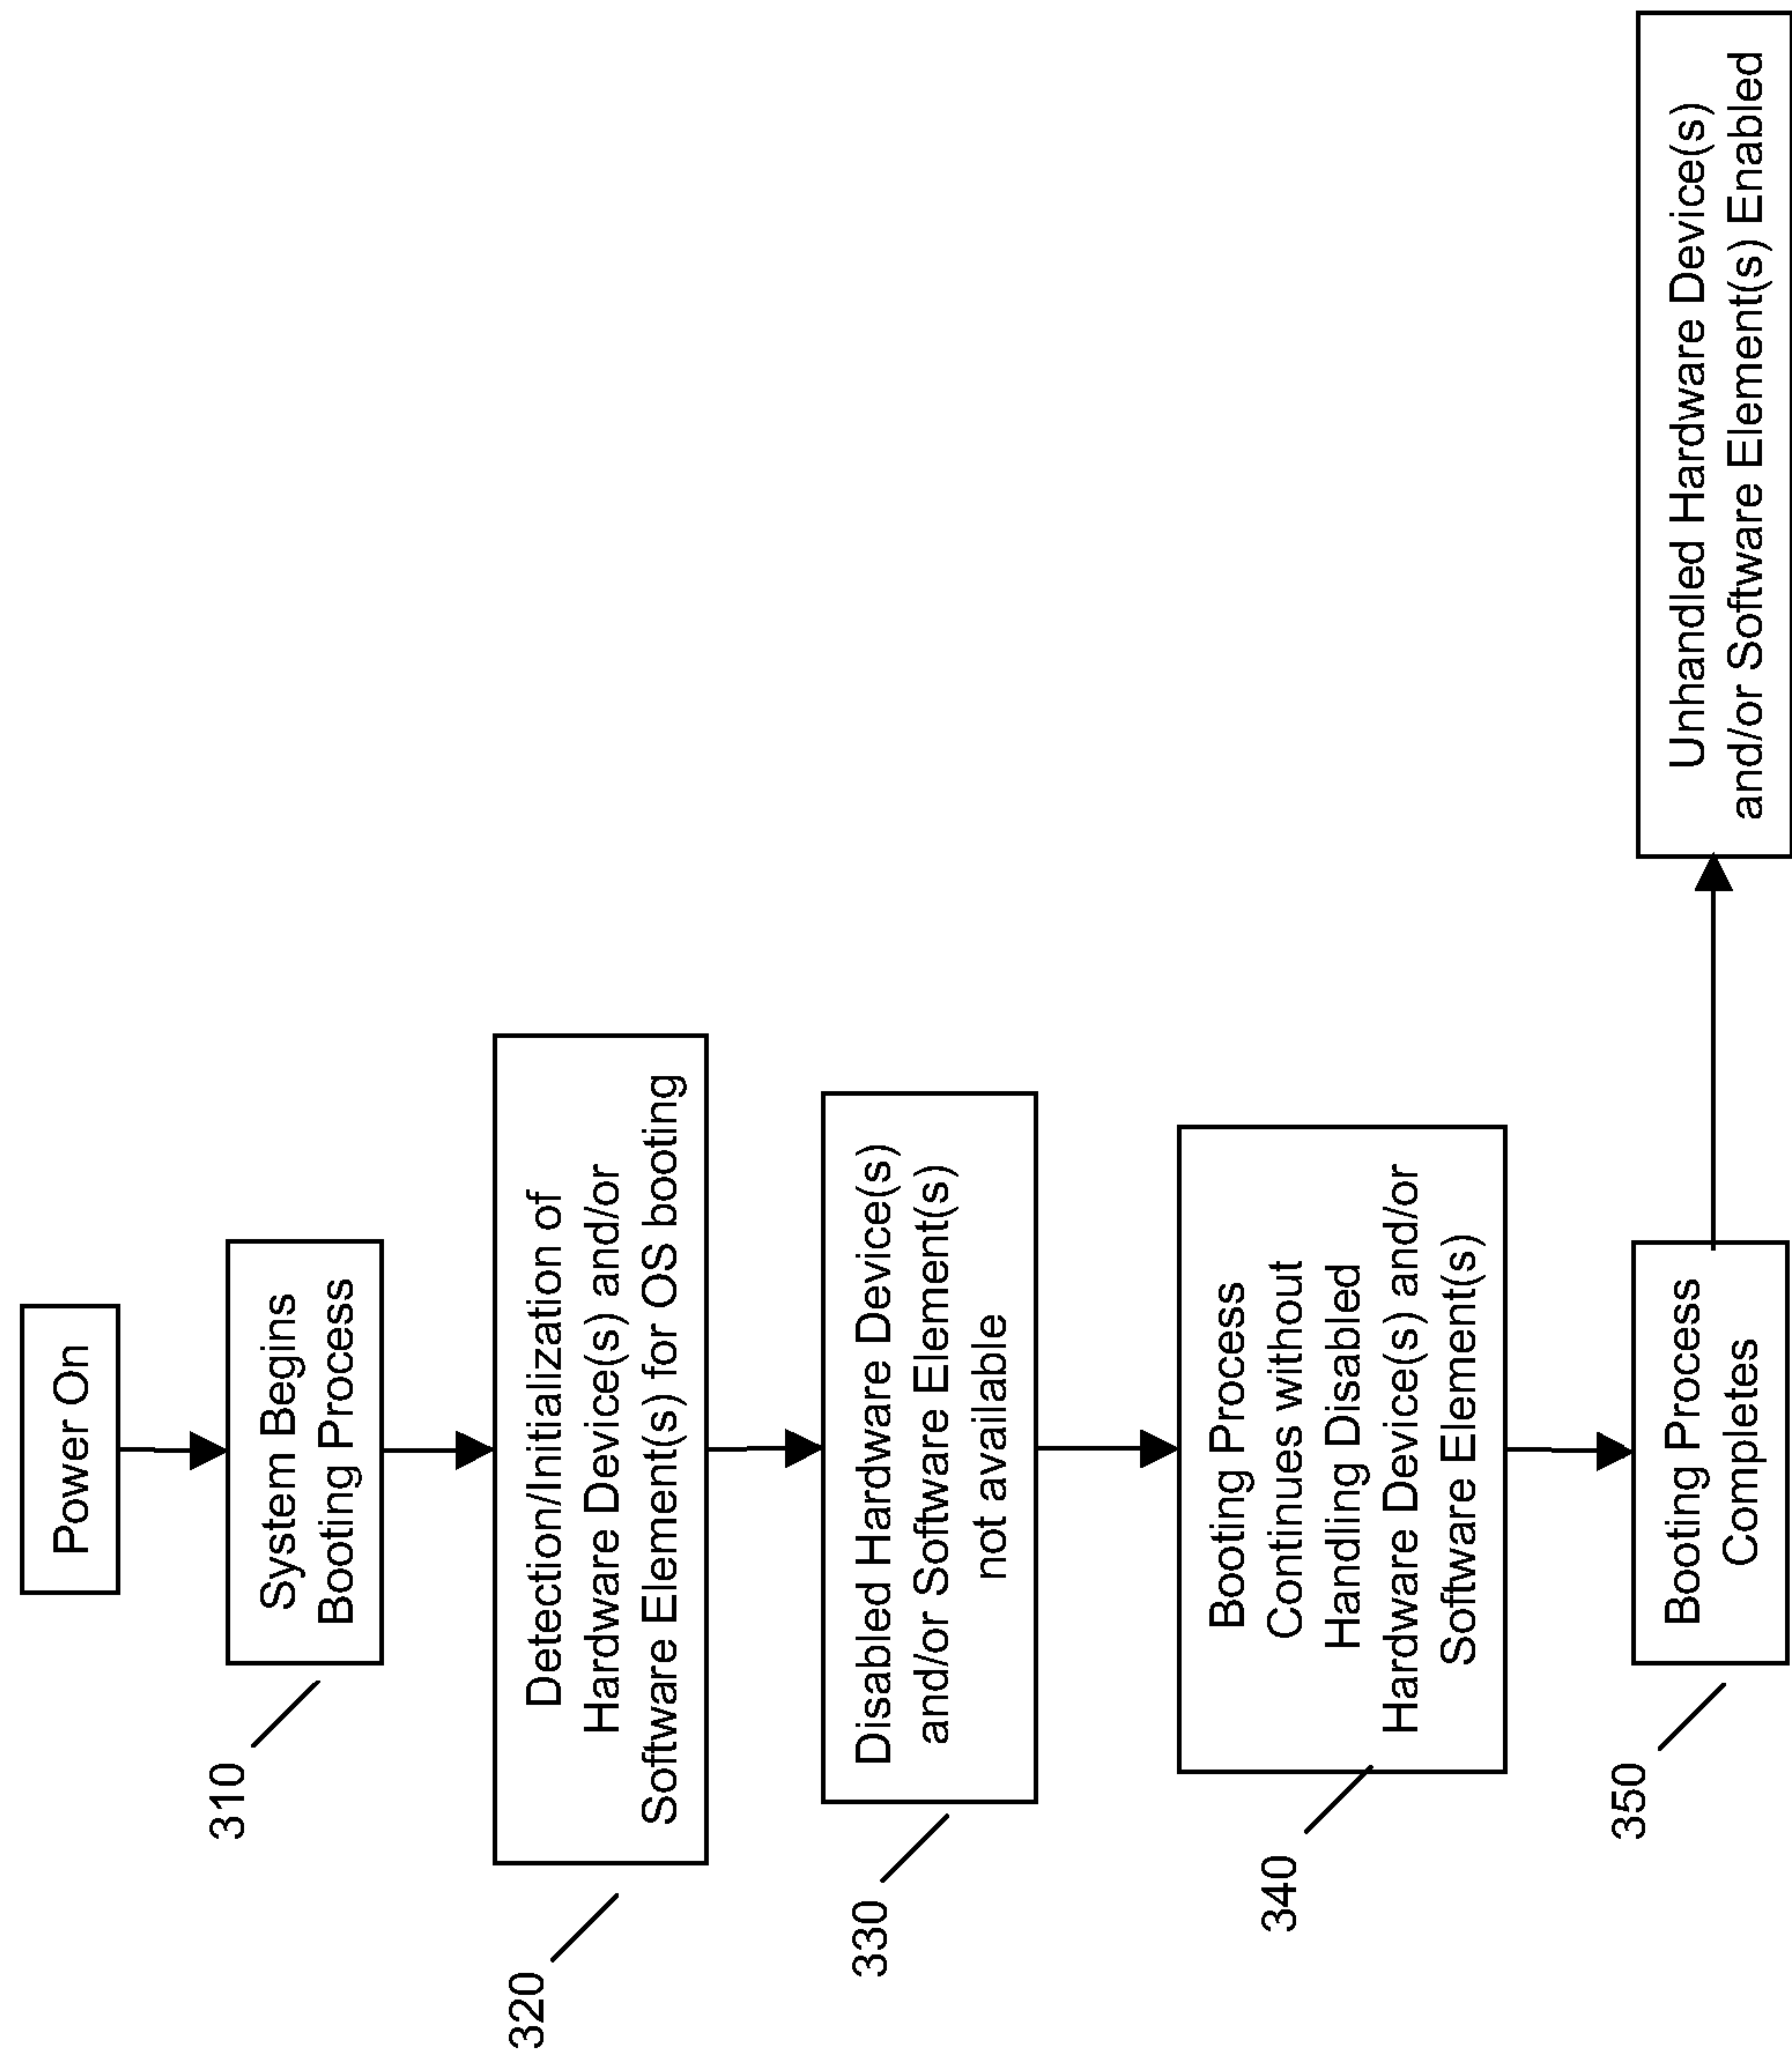 Power On
310
System Begins
Booting Process
320
Detection/Initialization of
Hardware Device(s) and/or
Software Element(s) for OS booting
330
Disabled Hardware Device(s)
and/or Software Element(s)
not available
340
Booting Process
Continues without
Handling Disabled
Hardware Device(s) and/or
Software Element(s)
350
Booting Process
Completes
Unhandled Hardware Device(s)
and/or Software Element(s) Enabled